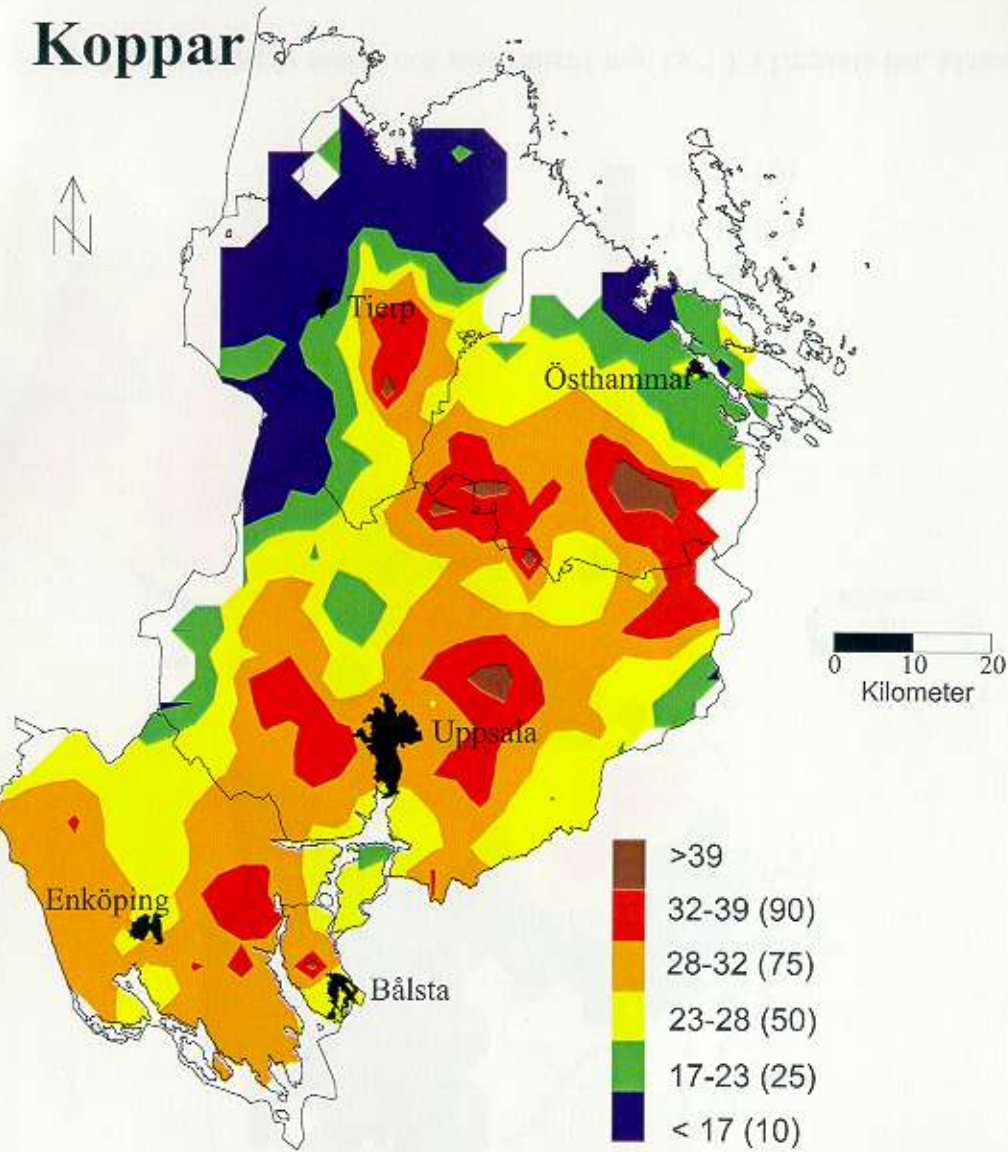 Koppar
N
Tierp
Östhammar
Uppsala
Enköping
Bålsta
0 10 20
Kilometer
>39
32-39 (90)
28-32 (75)
23-28 (50)
17-23 (25)
< 17 (10)